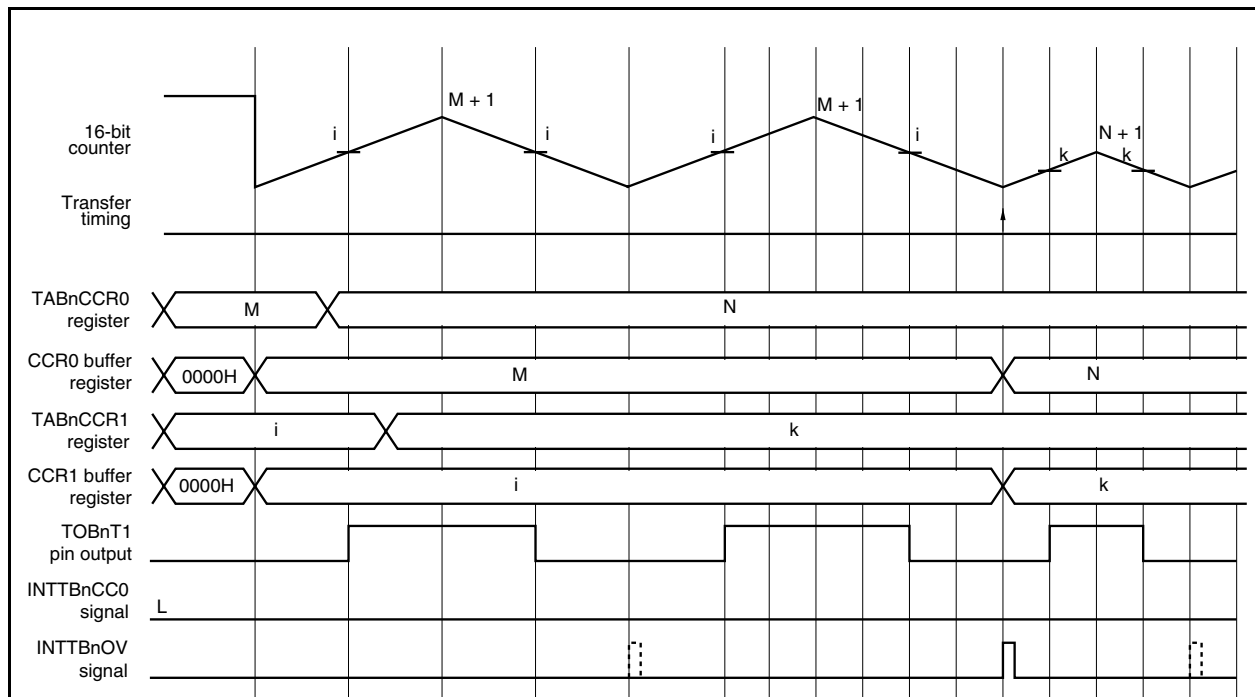 M + 1
M + 1
i
i
i
i
N + 1
k
k
16-bit
counter
Transfer
timing
TABnCCR0
register
M
N
CCR0 buffer
register
0000H
M
N
TABnCCR1
register
i
k
CCR1 buffer
register
0000H
i
k
TOBnT1
pin output
INTTBnCC0
signal
L
INTTBnOV
signal